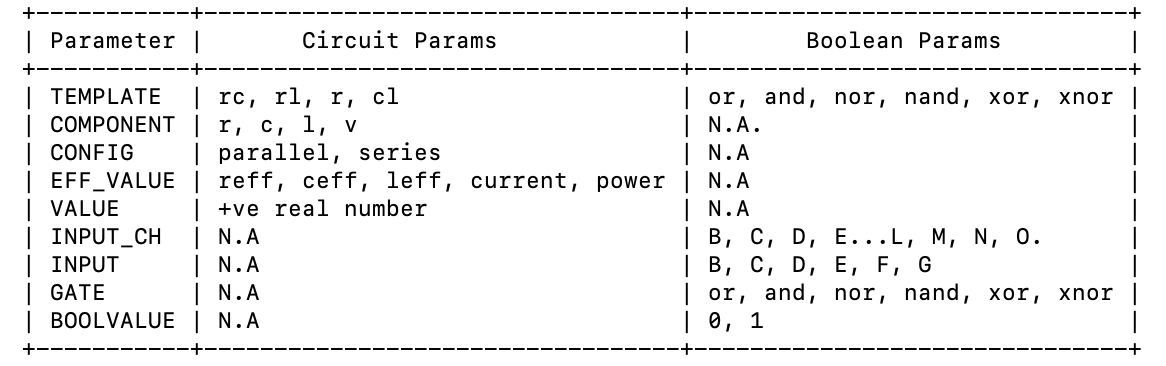 +-----------+------------------------------+---------------------------+
| Parameter |       Circuit Params            |       Boolean Params        |
+-----------+------------------------------+---------------------------+
| TEMPLATE  | rc, rl, r, cl                | or, and, nor, nand, xor, xnor |
| COMPONENT | r, c, l, v                   | N.A.                      |
| CONFIG    | parallel, series             | N.A                       |
| EFF_VALUE | reff, ceff, leff, current, power | N.A                       |
| VALUE     | +ve real number              | N.A                       |
| INPUT_CH  | N.A                          | B, C, D, E...L, M, N, O.  |
| INPUT     | N.A                          | B, C, D, E, F, G          |
| GATE      | N.A                          | or, and, nor, nand, xor, xnor |
| BOOLVALUE | N.A                          | 0, 1                      |
+-----------+------------------------------+---------------------------+